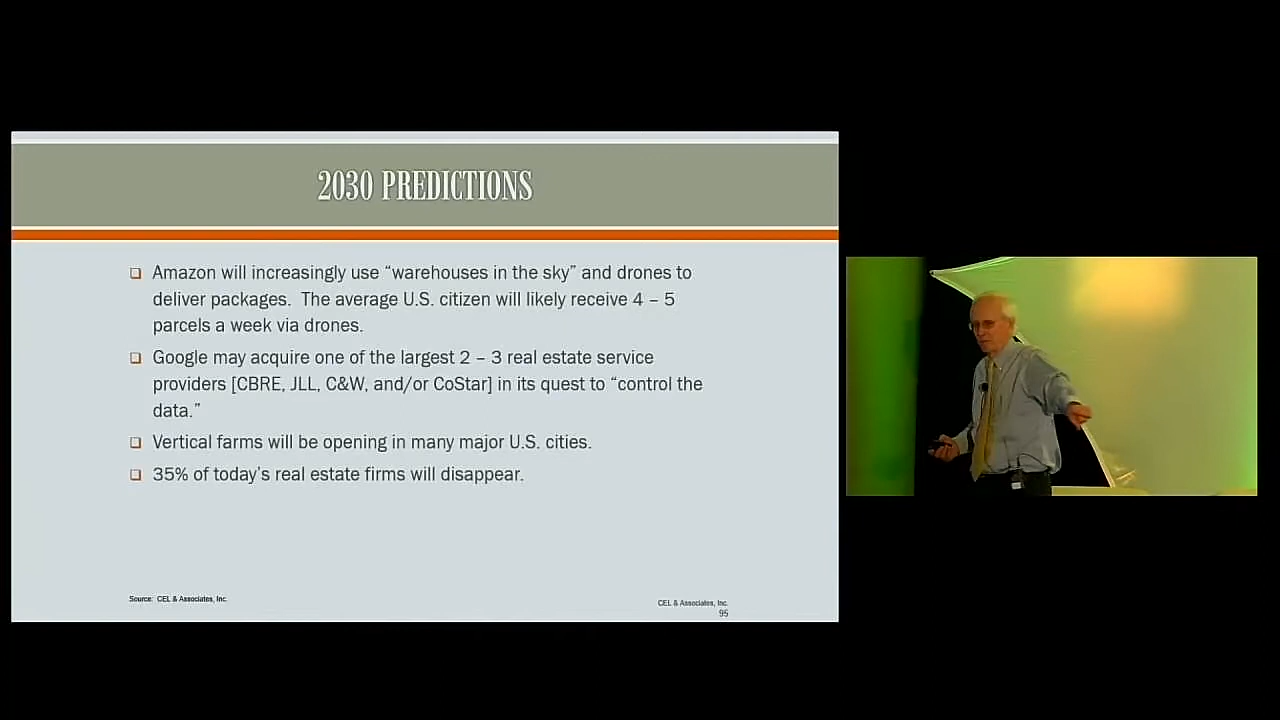 2030 PREDICTIONS
Amazon will increasingly use “warehouses in the sky” and drones to
deliver packages. The average U.S. citizen will likely receive 4 – 5
parcels a week via drones.
Google may acquire one of the largest 2 – 3 real estate service
providers [CBRE, JLL, C&W, and/or CoStar] in its quest to “control the
data.”
Vertical farms will be opening in many major U.S. cities.
35% of today’s real estate firms will disappear.
Source: CEL & Associates, Inc.
CEL & Associates, Inc.
95